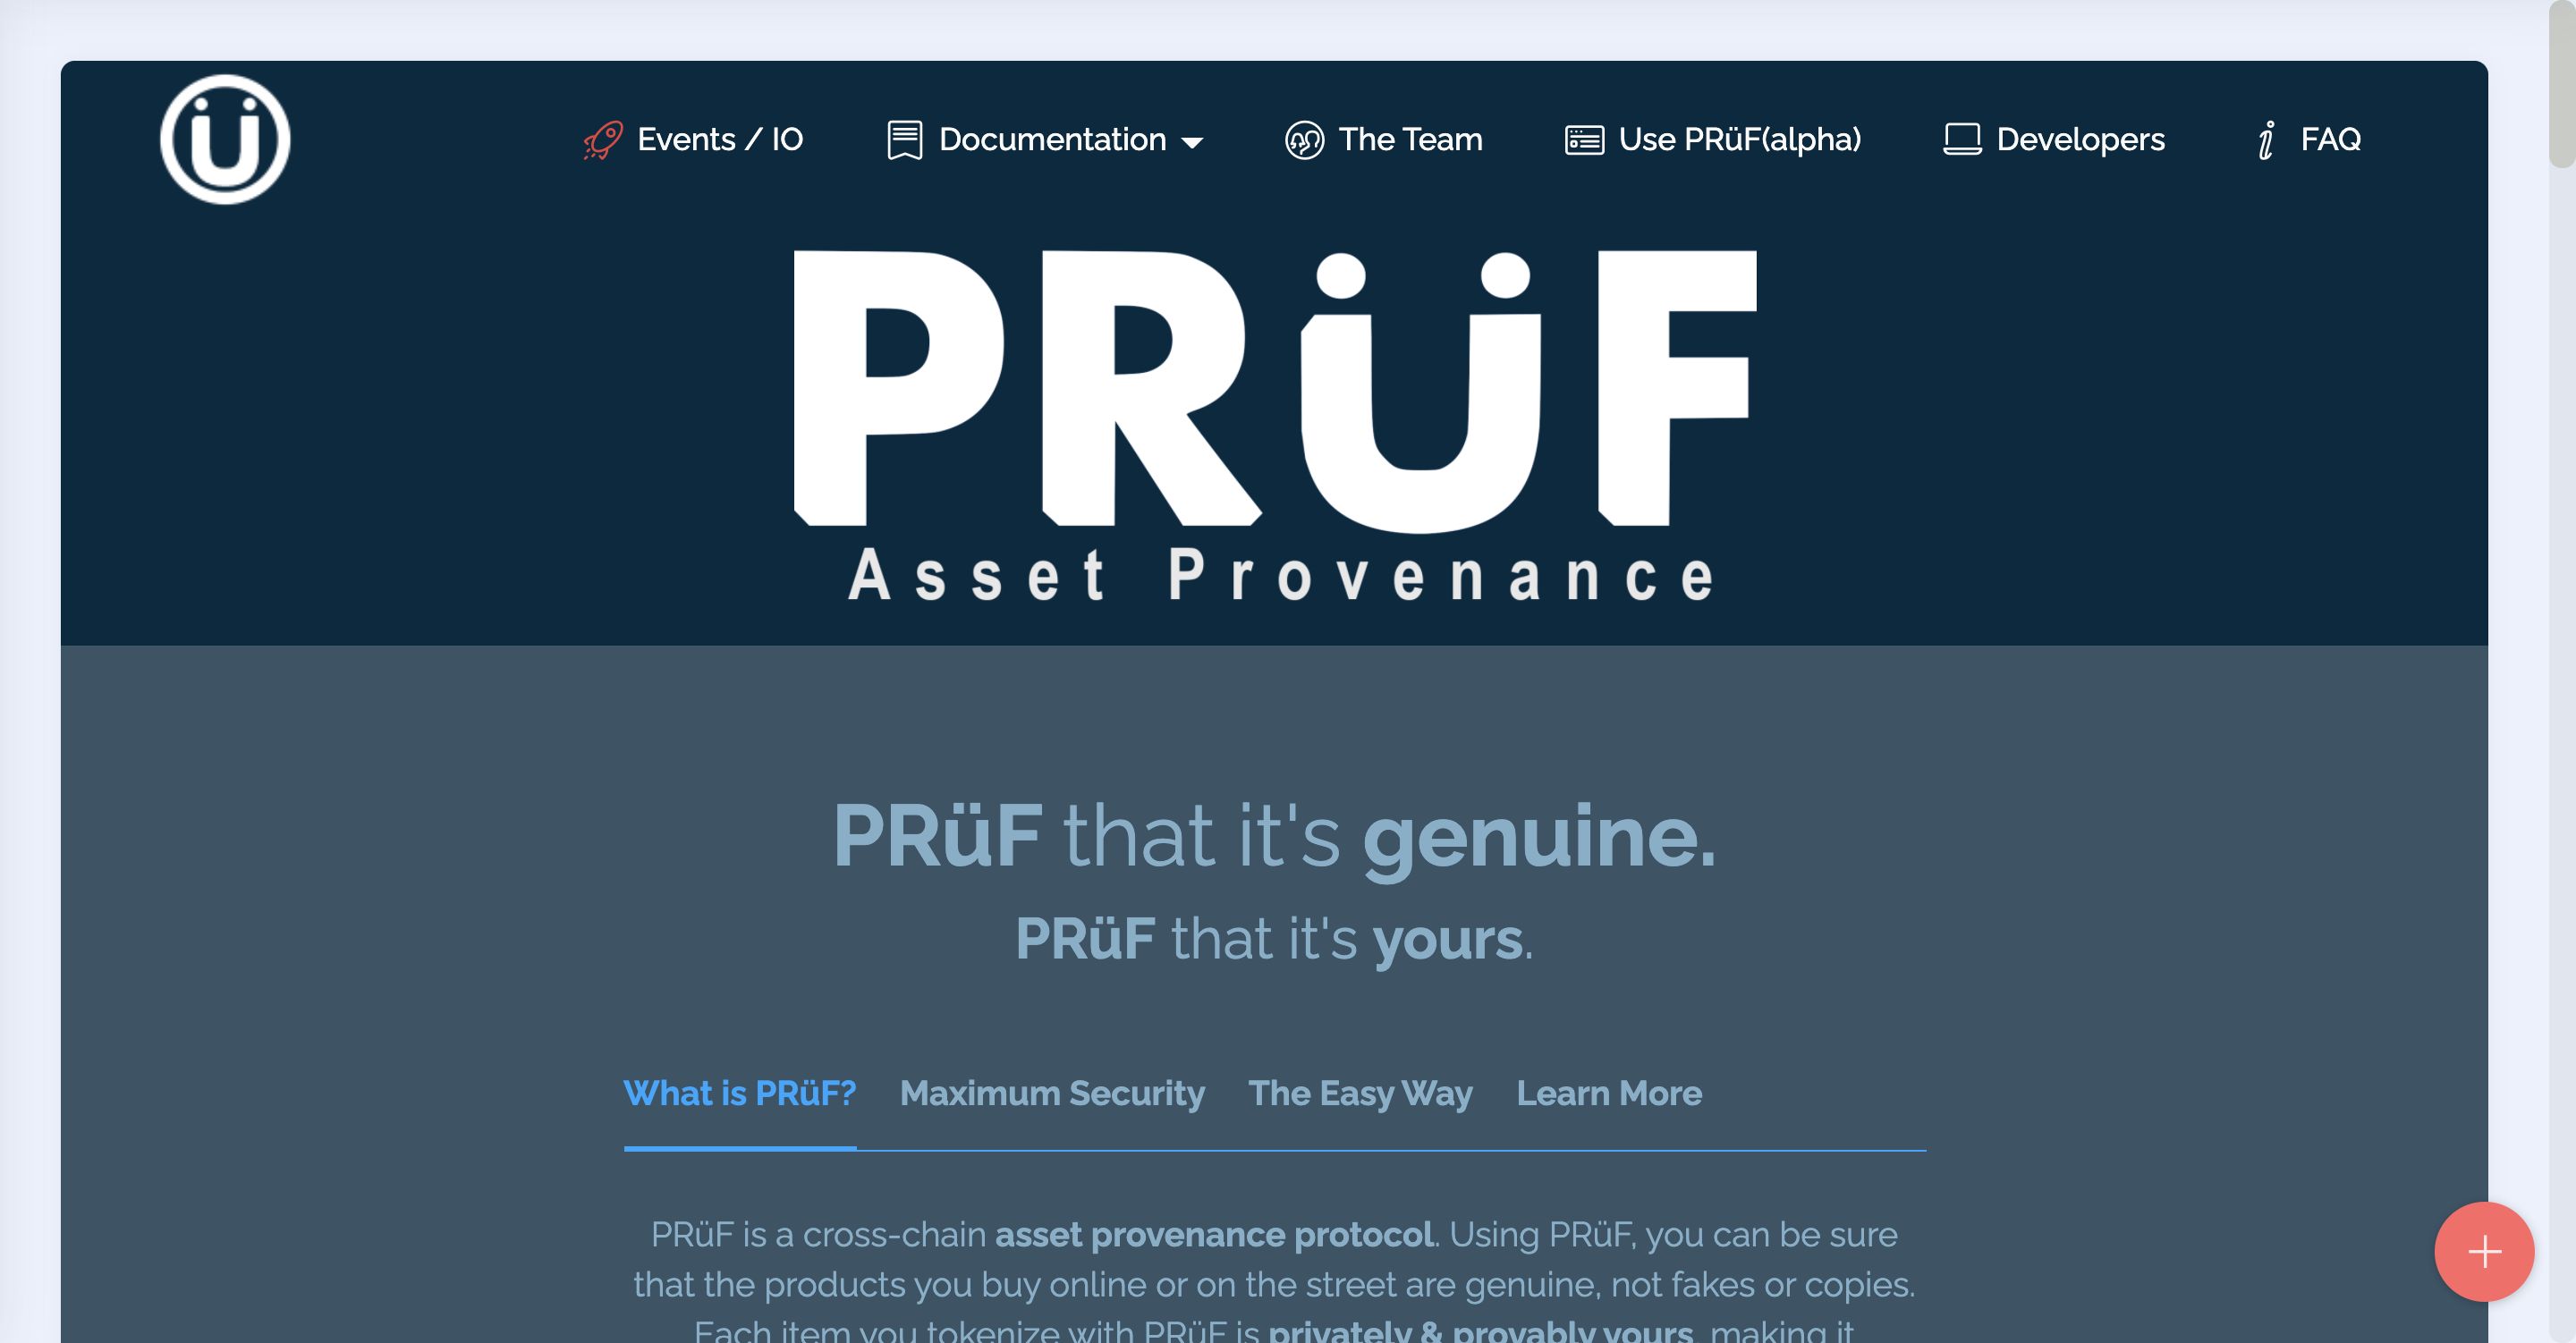 Ü
Events / IO
Documentation
The Team
Use PRüF(alpha)
Developers
FAQ
PRÜF
Asset Provenance
PRüF that it's genuine.
PRüF that it's yours.
What is PRüF?
Maximum Security
The Easy Way
Learn More
PRüF is a cross-chain asset provenance protocol. Using PRüF, you can be sure
that the products you buy online or on the street are genuine, not fakes or copies.
Each item you tokenize with PRüF is privately & provably yours, making it